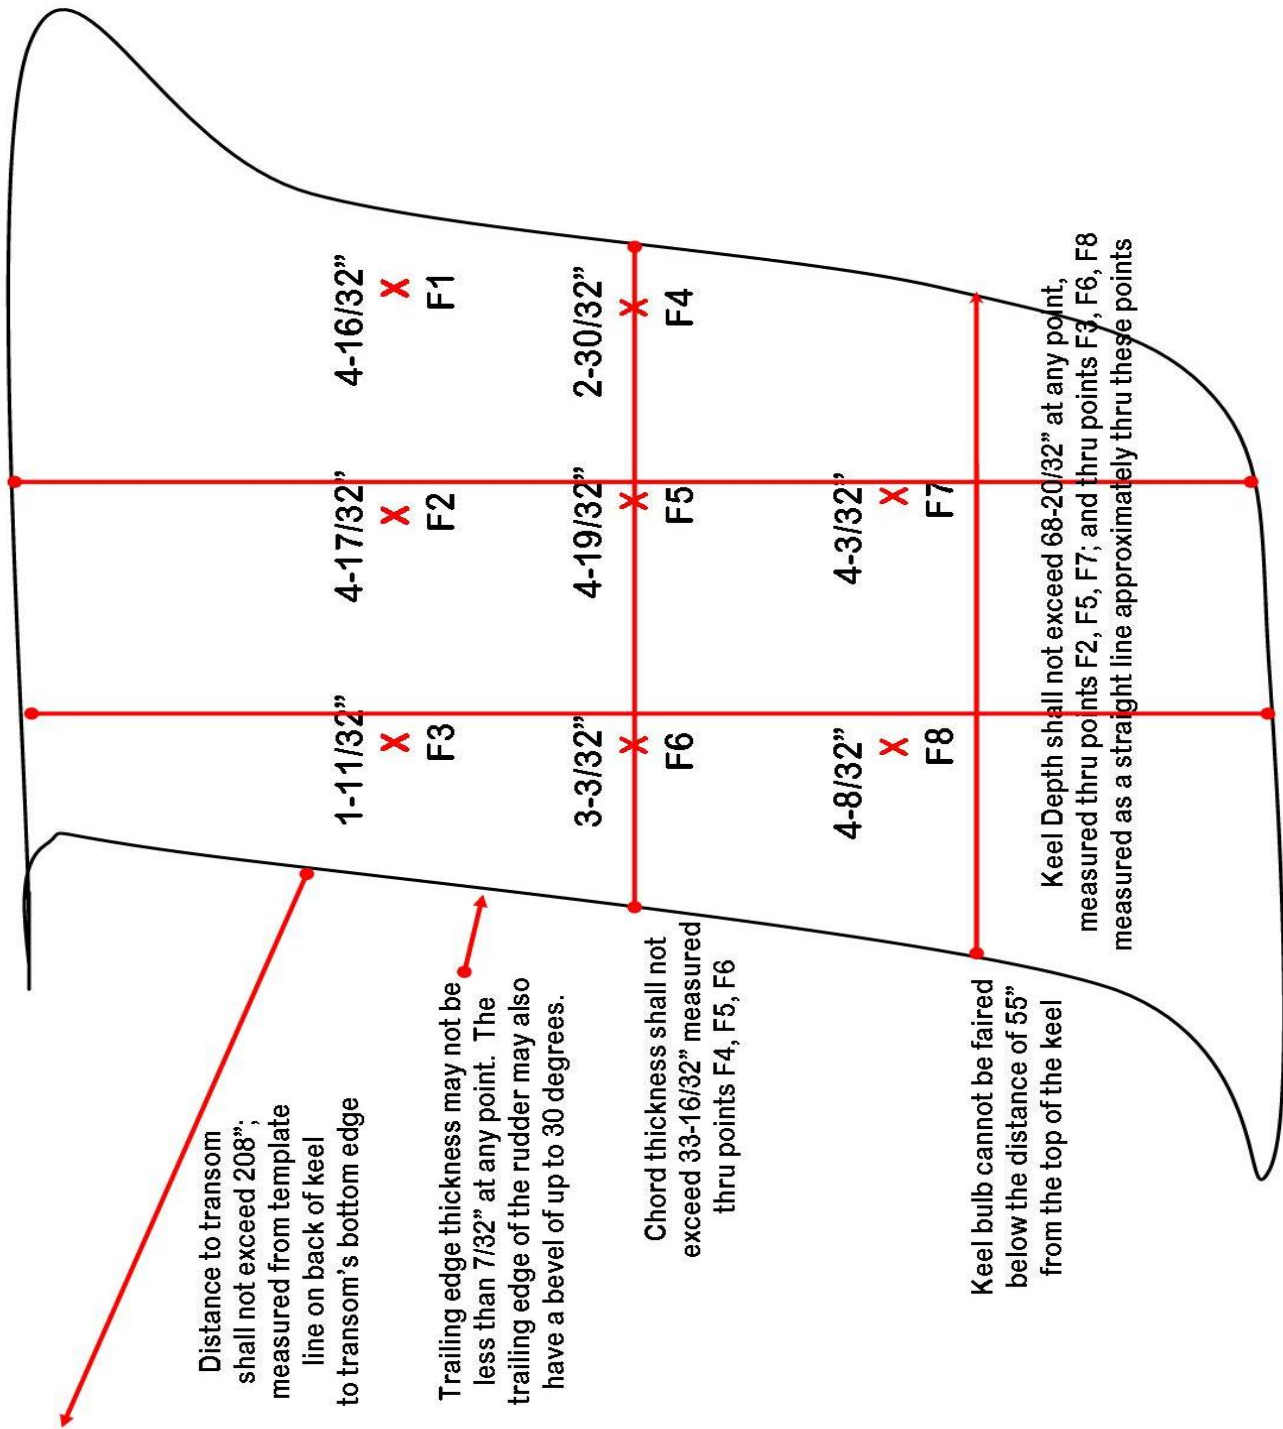 Distance to transom
shall not exceed 208”;
measured from template
line on back of keel
to transom’s bottom edge
Trailing edge thickness may not be
less than 7/32” at any point. The
trailing edge of the rudder may also
have a bevel of up to 30 degrees.
Chord thickness shall not
exceed 33-16/32” measured
thru points F4, F5, F6
Keel bulb cannot be faired
below the distance of 55”
from the top of the keel
1-11/32”
F3
4-17/32”
F2
4-16/32”
F1
3-3/32”
F6
4-19/32”
F5
2-30/32”
F4
4-8/32”
F8
4-3/32”
F7
Keel Depth shall not exceed 68-20/32” at any point,
measured thru points F2, F5, F7; and thru points F3, F6, F8
measured as a straight line approximately thru these points